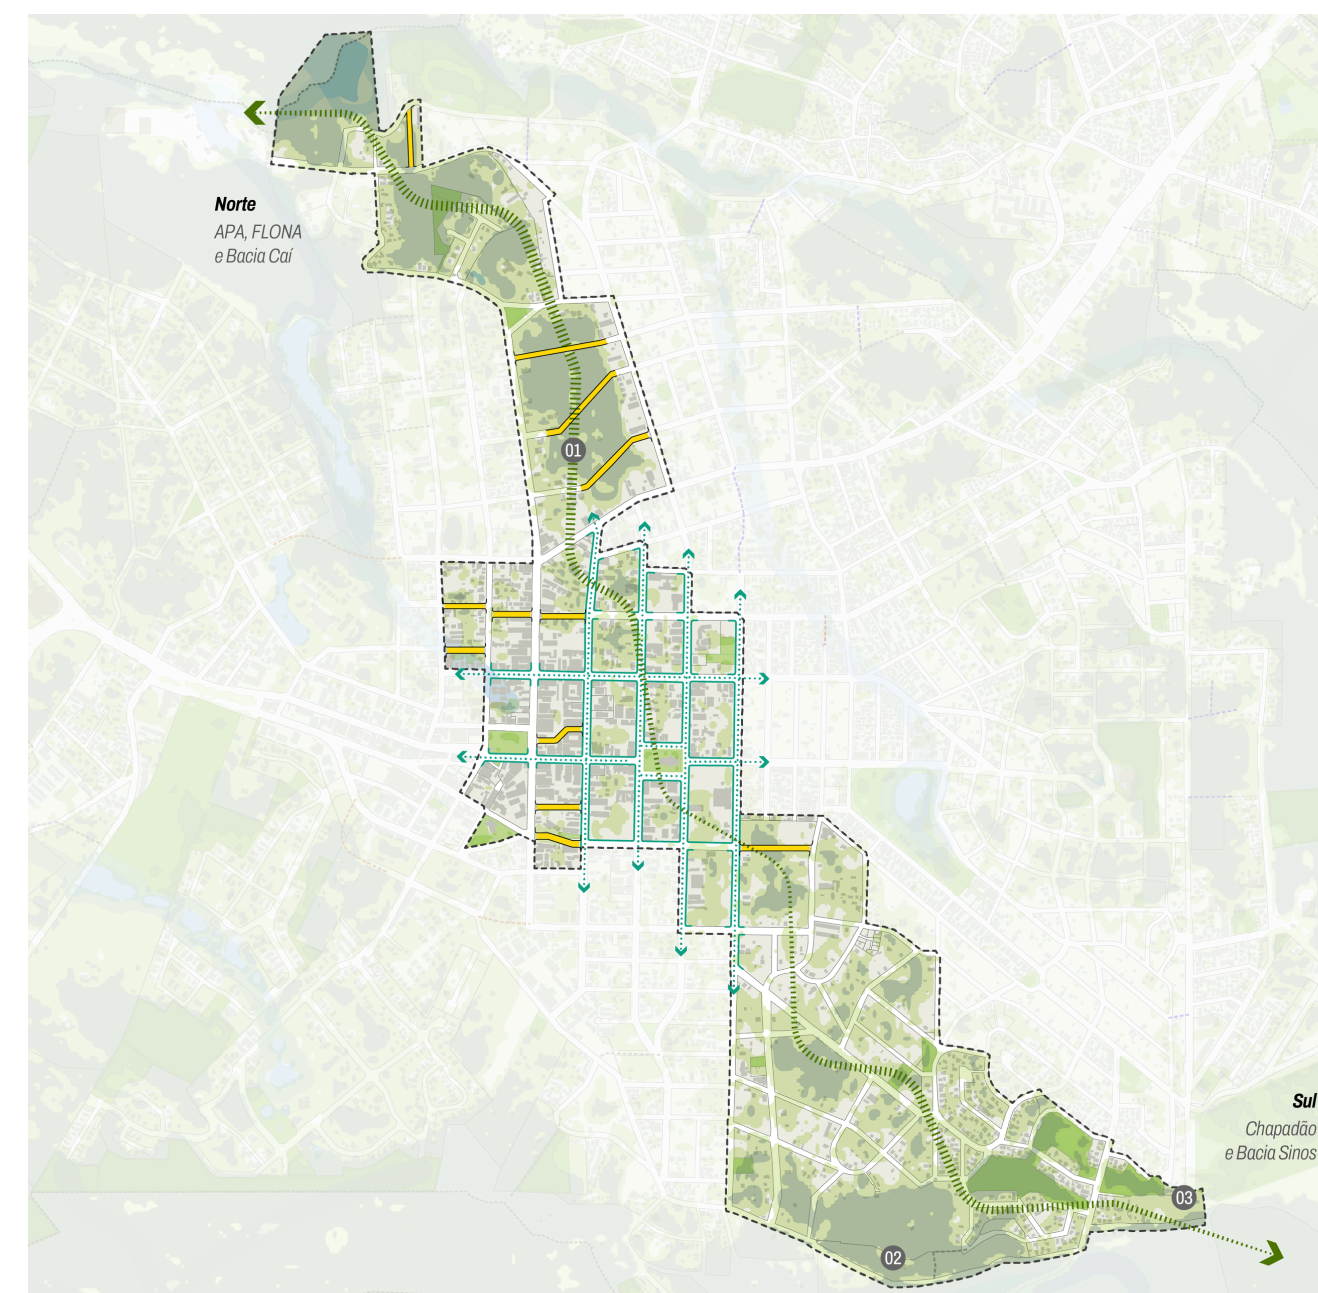 Norte
APA, FLONA
e Bacia Caí
01
Sul
Chapadão
e Bacia Sinos
03
02